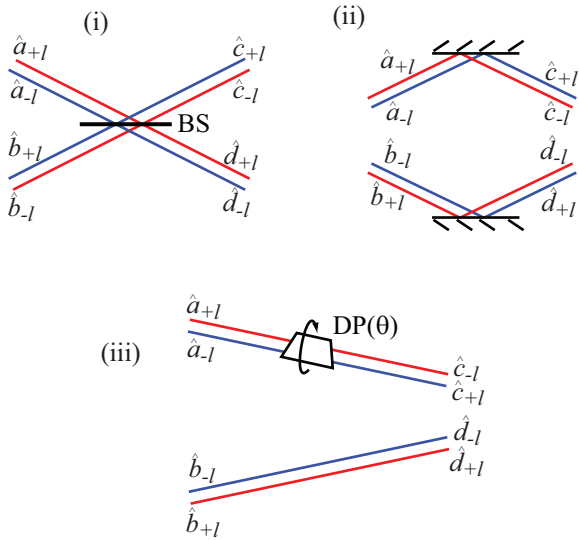 (i)
â+l
â-l
b̂+l
b̂-l
BS
ĉ+l
ĉ-l
d̂+l
d̂-l
(ii)
â+l
â-l
ĉ+l
ĉ-l
b̂-l
b̂+l
d̂-l
d̂+l
(iii)
â+l
â-l
DP(θ)
ĉ-l
ĉ+l
b̂-l
b̂+l
d̂-l
d̂+l